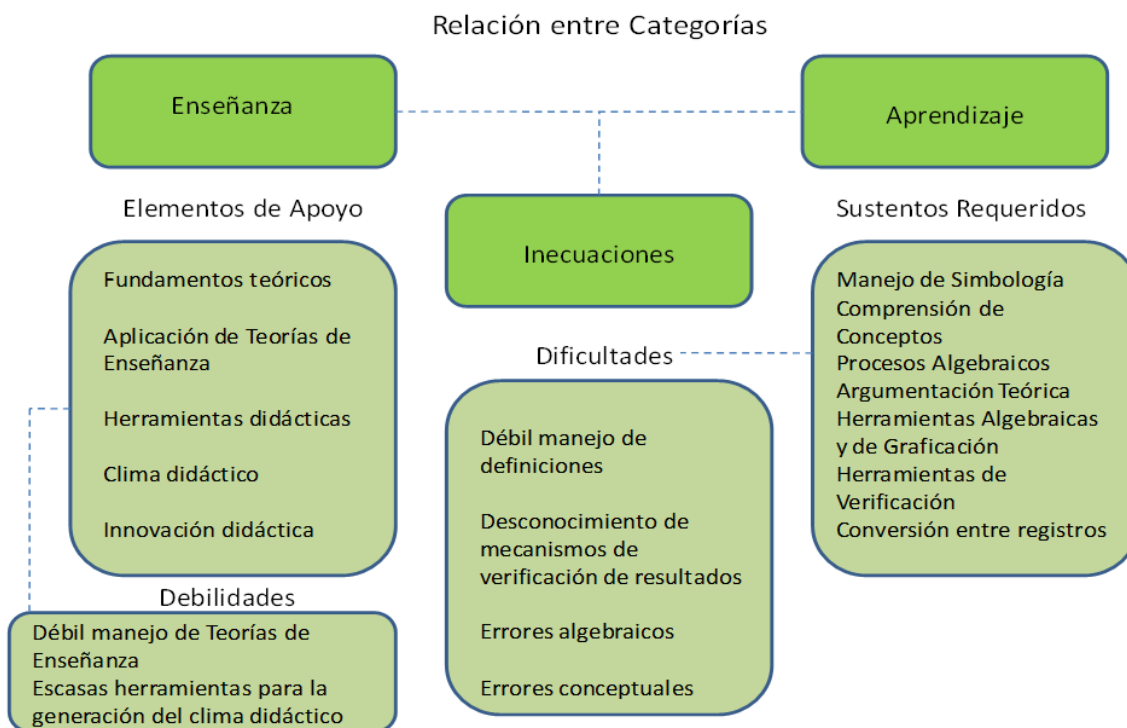 Relación entre Categorías
Enseñanza
Aprendizaje
Inecuaciones
Elementos de Apoyo
Fundamentos teóricos
Aplicación de Teorías de
Enseñanza
Herramientas didácticas
Clima didáctico
Innovación didáctica
Debilidades
Débil manejo de Teorías de
Enseñanza
Escasas herramientas para la
generación del clima didáctico
Dificultades
Débil manejo de
definiciones
Desconocimiento de
mecanismos de
verificación de resultados
Errores algebraicos
Errores conceptuales
Sustentos Requeridos
Manejo de Simbología
Comprensión de
Conceptos
Procesos Algebraicos
Argumentación Teórica
Herramientas Algebraicas
y de Graficación
Herramientas de
Verificación
Conversión entre registros